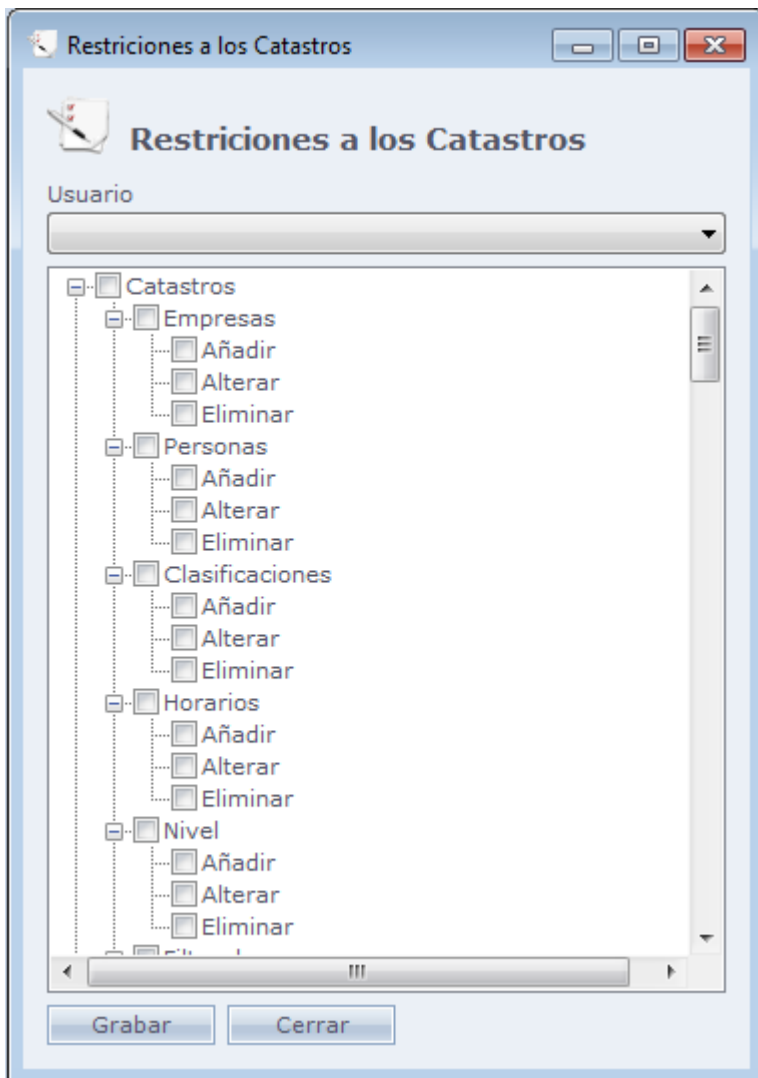 Restriciones a los Catastros
Restriciones a los Catastros
Usuario
Catastros
Empresas
Añadir
Alterar
Eliminar
Personas
Añadir
Alterar
Eliminar
Clasificaciones
Añadir
Alterar
Eliminar
Horarios
Añadir
Alterar
Eliminar
Nivel
Añadir
Alterar
Eliminar
Grabar Cerrar